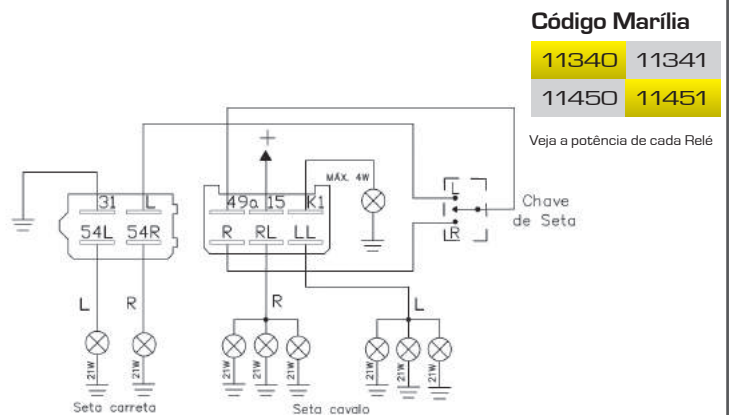 Código Marília
11340 11341
11450 11451
Veja a potência de cada Relé
+
MÁX. 4W
31 L
54L 54R
49a 15 K1
R RL LL
L
R
Chave
de Seta
L R
R
L
21W 21W
21W 21W 21W
21W 21W 21W
Seta carreta
Seta cavalo